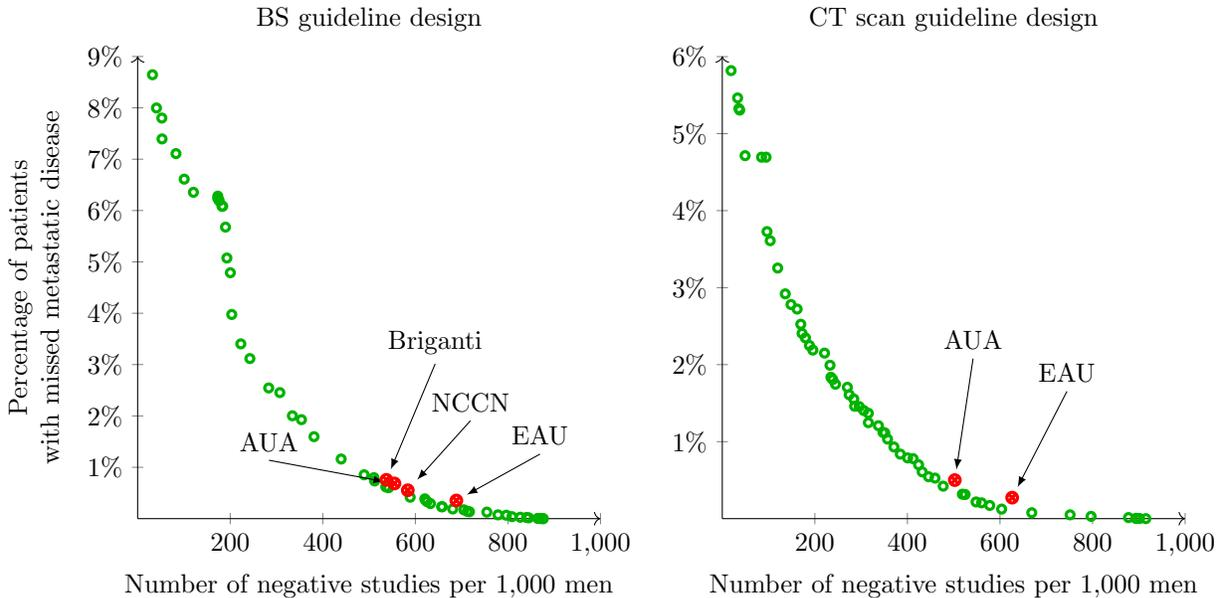 BS guideline design
CT scan guideline design
Percentage of patients
with missed metastatic disease
9%
8%
7%
6%
5%
4%
3%
2%
1%
Briganti
NCCN
EAU
AUA
200
400
600
800
1,000
Number of negative studies per 1,000 men
6%
5%
4%
3%
2%
1%
AUA
EAU
200
400
600
800
1,000
Number of negative studies per 1,000 men